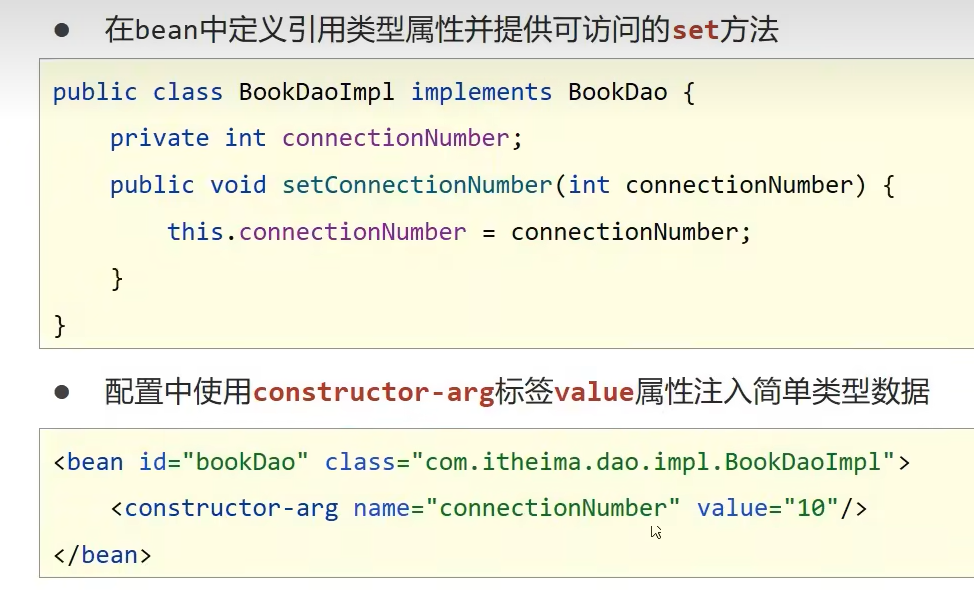 ● 在bean中定义引用类型属性并提供可访问的set方法
public class BookDaoImpl implements BookDao {
    private int connectionNumber;
    public void setConnectionNumber(int connectionNumber) {
        this.connectionNumber = connectionNumber;
    }
}
● 配置中使用constructor-arg标签value属性注入简单类型数据
<bean id="bookDao" class="com.itheima.dao.impl.BookDaoImpl">
    <constructor-arg name="connectionNumber" value="10"/>
</bean>